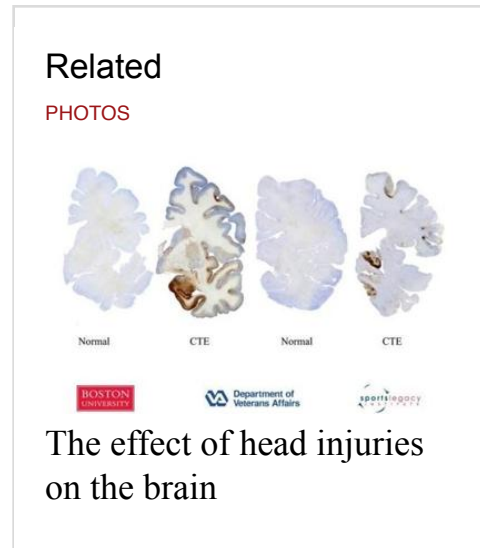 Related
PHOTOS
Normal CTE Normal CTE
BOSTON
UNIVERSITY
Department of
Veterans Affairs
sportslegacy
INSTITUTE
The effect of head injuries
on the brain